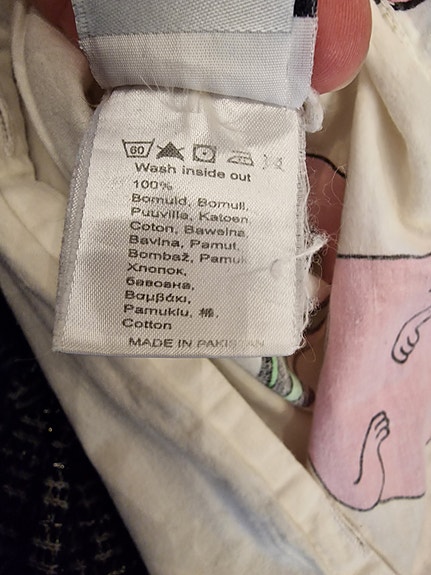 60
Wash inside out
100%
Bomuld, Bomull,
Puuvilla, Katoen,
Coton, Bawełna,
Bavlna, Pamut,
Bombaž, Pamuk,
Хлопок,
бавовна,
Βαμβάκι,
Pamuklu, 棉,
Cotton
MADE IN PAKISTAN